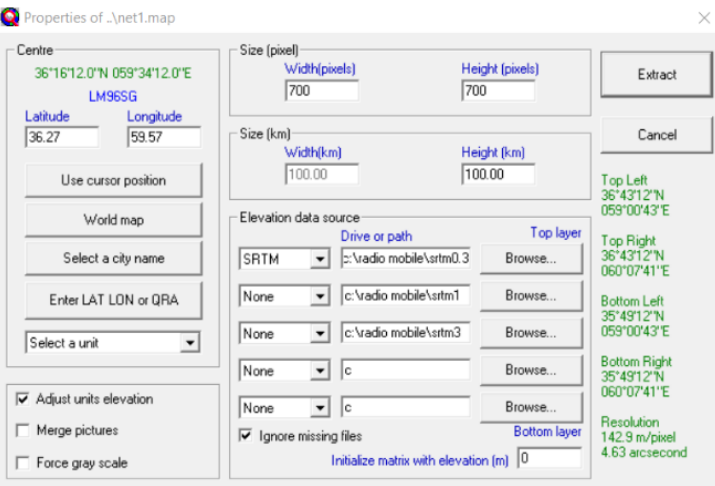 Properties of ..\net1.map
Centre
36°16'12.0''N 059°34'12.0''E
LM96SG
Latitude Longitude
36.27 59.57
Use cursor position
World map
Select a city name
Enter LAT LON or QRA
Select a unit
Adjust units elevation
Merge pictures
Force gray scale
Size (pixel)
Width(pixels) Height (pixels)
700 700
Size (km)
Width(km) Height (km)
100.00 100.00
Elevation data source
Drive or path Top layer
SRTM c:\radio mobile\srtm0.3 Browse...
None c:\radio mobile\srtm1 Browse...
None c:\radio mobile\srtm3 Browse...
None c Browse...
None c Browse...
Ignore missing files Bottom layer
Initialize matrix with elevation (m) 0
Extract
Cancel
Top Left
36°43'12''N
059°00'43''E
Top Right
36°43'12''N
060°07'41''E
Bottom Left
35°49'12''N
059°00'43''E
Bottom Right
35°49'12''N
060°07'41''E
Resolution
142.9 m/pixel
4.63 arcsecond